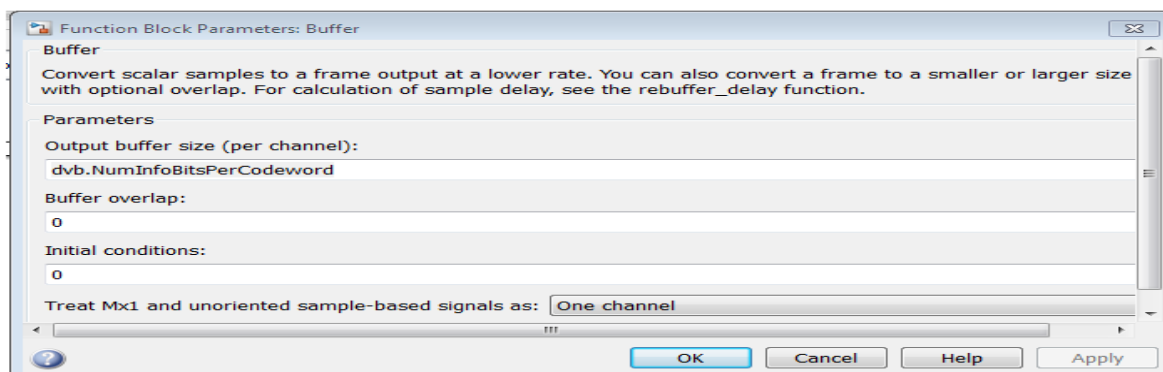 Function Block Parameters: Buffer
Buffer
Convert scalar samples to a frame output at a lower rate. You can also convert a frame to a smaller or larger size
with optional overlap. For calculation of sample delay, see the rebuffer_delay function.
Parameters
Output buffer size (per channel):
dvb.NumInfoBitsPerCodeword
Buffer overlap:
0
Initial conditions:
0
Treat Mx1 and unoriented sample-based signals as: One channel
OK Cancel Help Apply